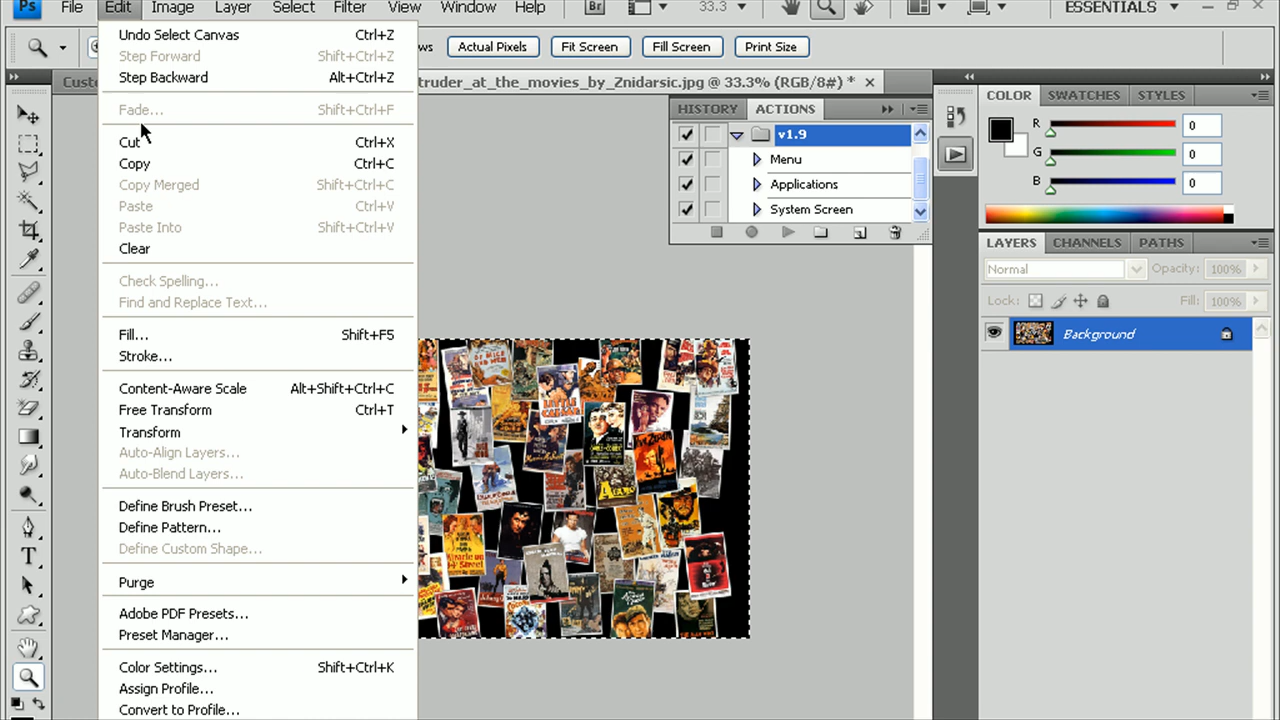 Ps File Edit Image Layer Select Filter View Window Help Br 33.3 ESSENTIALS
ws Actual Pixels Fit Screen Fill Screen Print Size
Custo truder_at_the_movies_by_Znidarsic.jpg @ 33.3% (RGB/8#) *
Undo Select Canvas Ctrl+Z
Step Forward Shift+Ctrl+Z
Step Backward Alt+Ctrl+Z
Fade... Shift+Ctrl+F
Cut Ctrl+X
Copy Ctrl+C
Copy Merged Shift+Ctrl+C
Paste Ctrl+V
Paste Into Shift+Ctrl+V
Clear
Check Spelling...
Find and Replace Text...
Fill... Shift+F5
Stroke...
Content-Aware Scale Alt+Shift+Ctrl+C
Free Transform Ctrl+T
Transform
Auto-Align Layers...
Auto-Blend Layers...
Define Brush Preset...
Define Pattern...
Define Custom Shape...
Purge
Adobe PDF Presets...
Preset Manager...
Color Settings... Shift+Ctrl+K
Assign Profile...
Convert to Profile...
HISTORY ACTIONS
v1.9
Menu
Applications
System Screen
COLOR SWATCHES STYLES
R 0
G 0
B 0
LAYERS CHANNELS PATHS
Normal Opacity: 100%
Lock: Fill: 100%
Background
T
LITTLE CAESAR